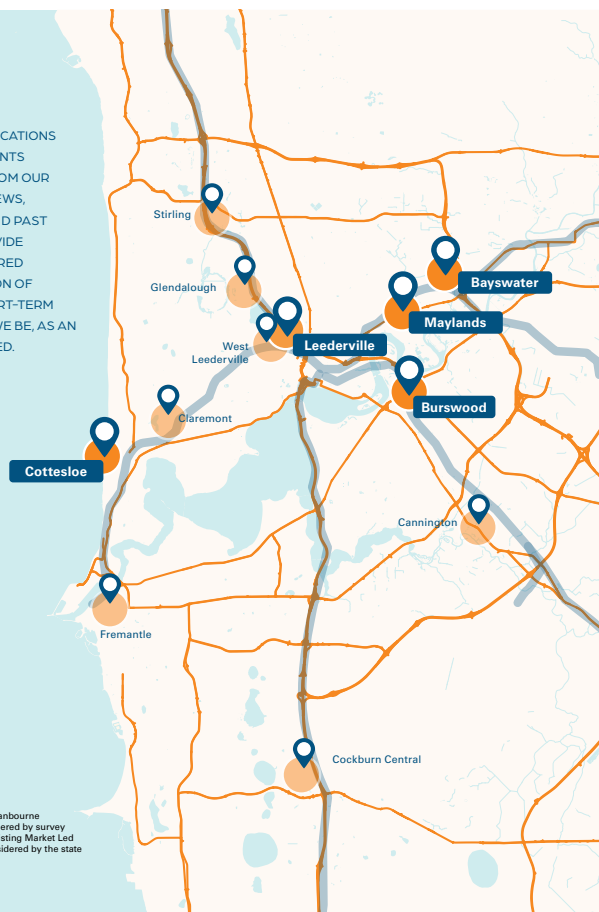 CATIONS
NTS
OM OUR
EWS,
D PAST
VIDE
RED
ON OF
RT-TERM
WE BE, AS AN
ED.
Stirling
Glendalough
Bayswater
Maylands
Leederville
West
Leederville
Burswood
Claremont
Cottesloe
Cannington
Fremantle
Cockburn Central
anbourne
ered by survey
sting Market Led
sidered by the state